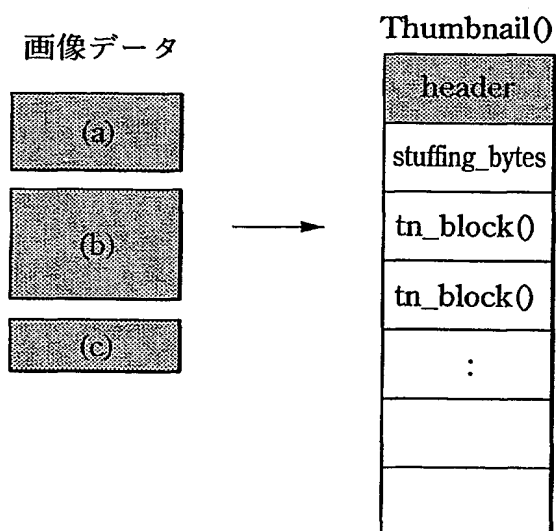 画像データ
(a)
(b)
(c)
Thumbnail()
header
stuffing_bytes
tn_block()
tn_block()
: